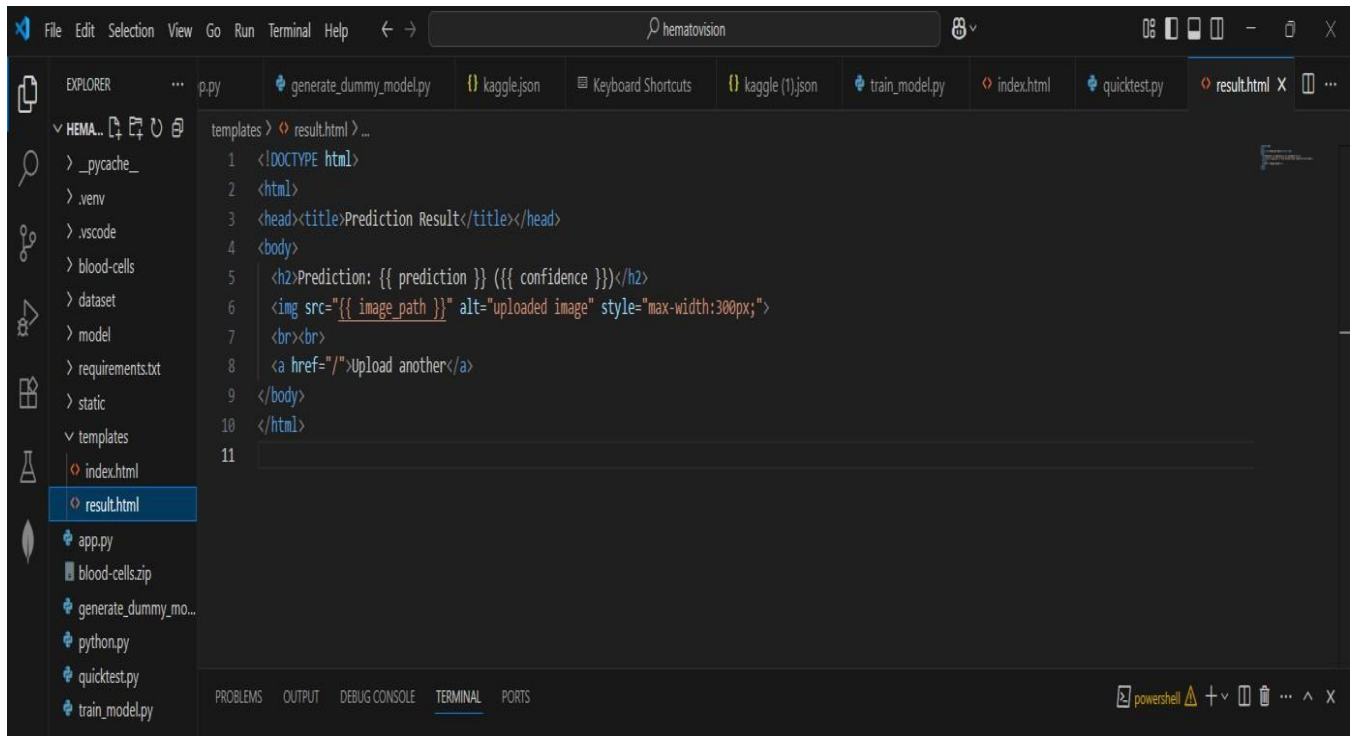 File Edit Selection View Go Run Terminal Help
hematovision
EXPLORER
p.py generate_dummy_model.py kaggle.json Keyboard Shortcuts kaggle (1).json train_model.py index.html quicktest.py result.html
HEMA...
templates > result.html > ...
> _pycache_
> .venv
> .vscode
> blood-cells
> dataset
> model
> requirements.txt
> static
templates
index.html
result.html
app.py
blood-cells.zip
generate_dummy_mo...
python.py
quicktest.py
train_model.py
1 <!DOCTYPE html>
2 <html>
3 <head><title>Prediction Result</title></head>
4 <body>
5 <h2>Prediction: {{ prediction }} ({{ confidence }})</h2>
6 <img src="{{ image_path }}" alt="uploaded image" style="max-width:300px;">
7 <br><br>
8 <a href="/">Upload another</a>
9 </body>
10 </html>
11
PROBLEMS OUTPUT DEBUG CONSOLE TERMINAL PORTS
powershell